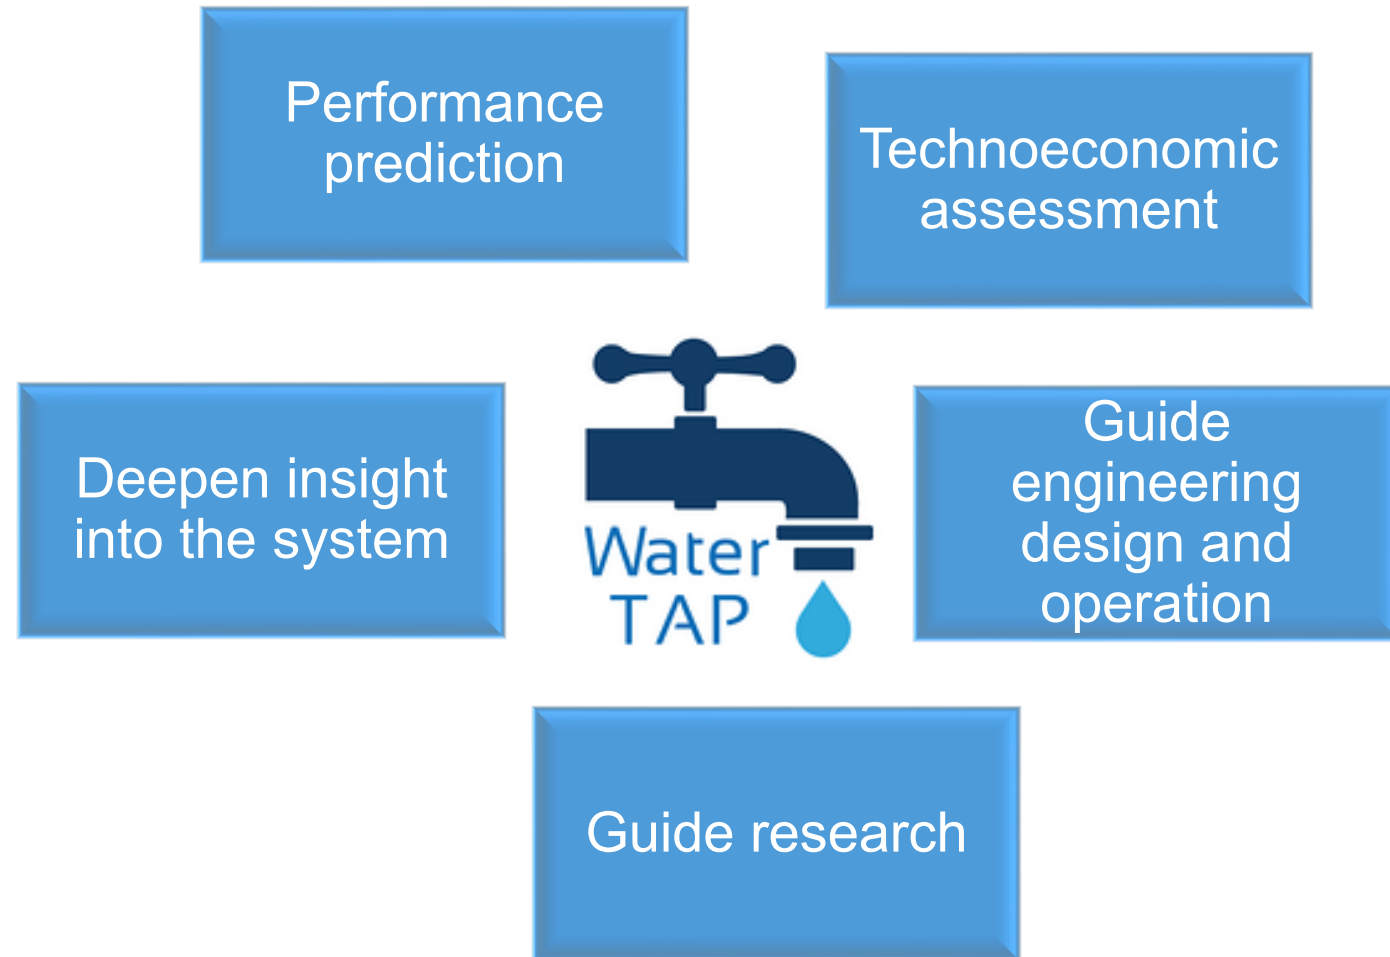 Performance
prediction
Technoeconomic
assessment
Deepen insight
into the system
Water
TAP
Guide
engineering
design and
operation
Guide research